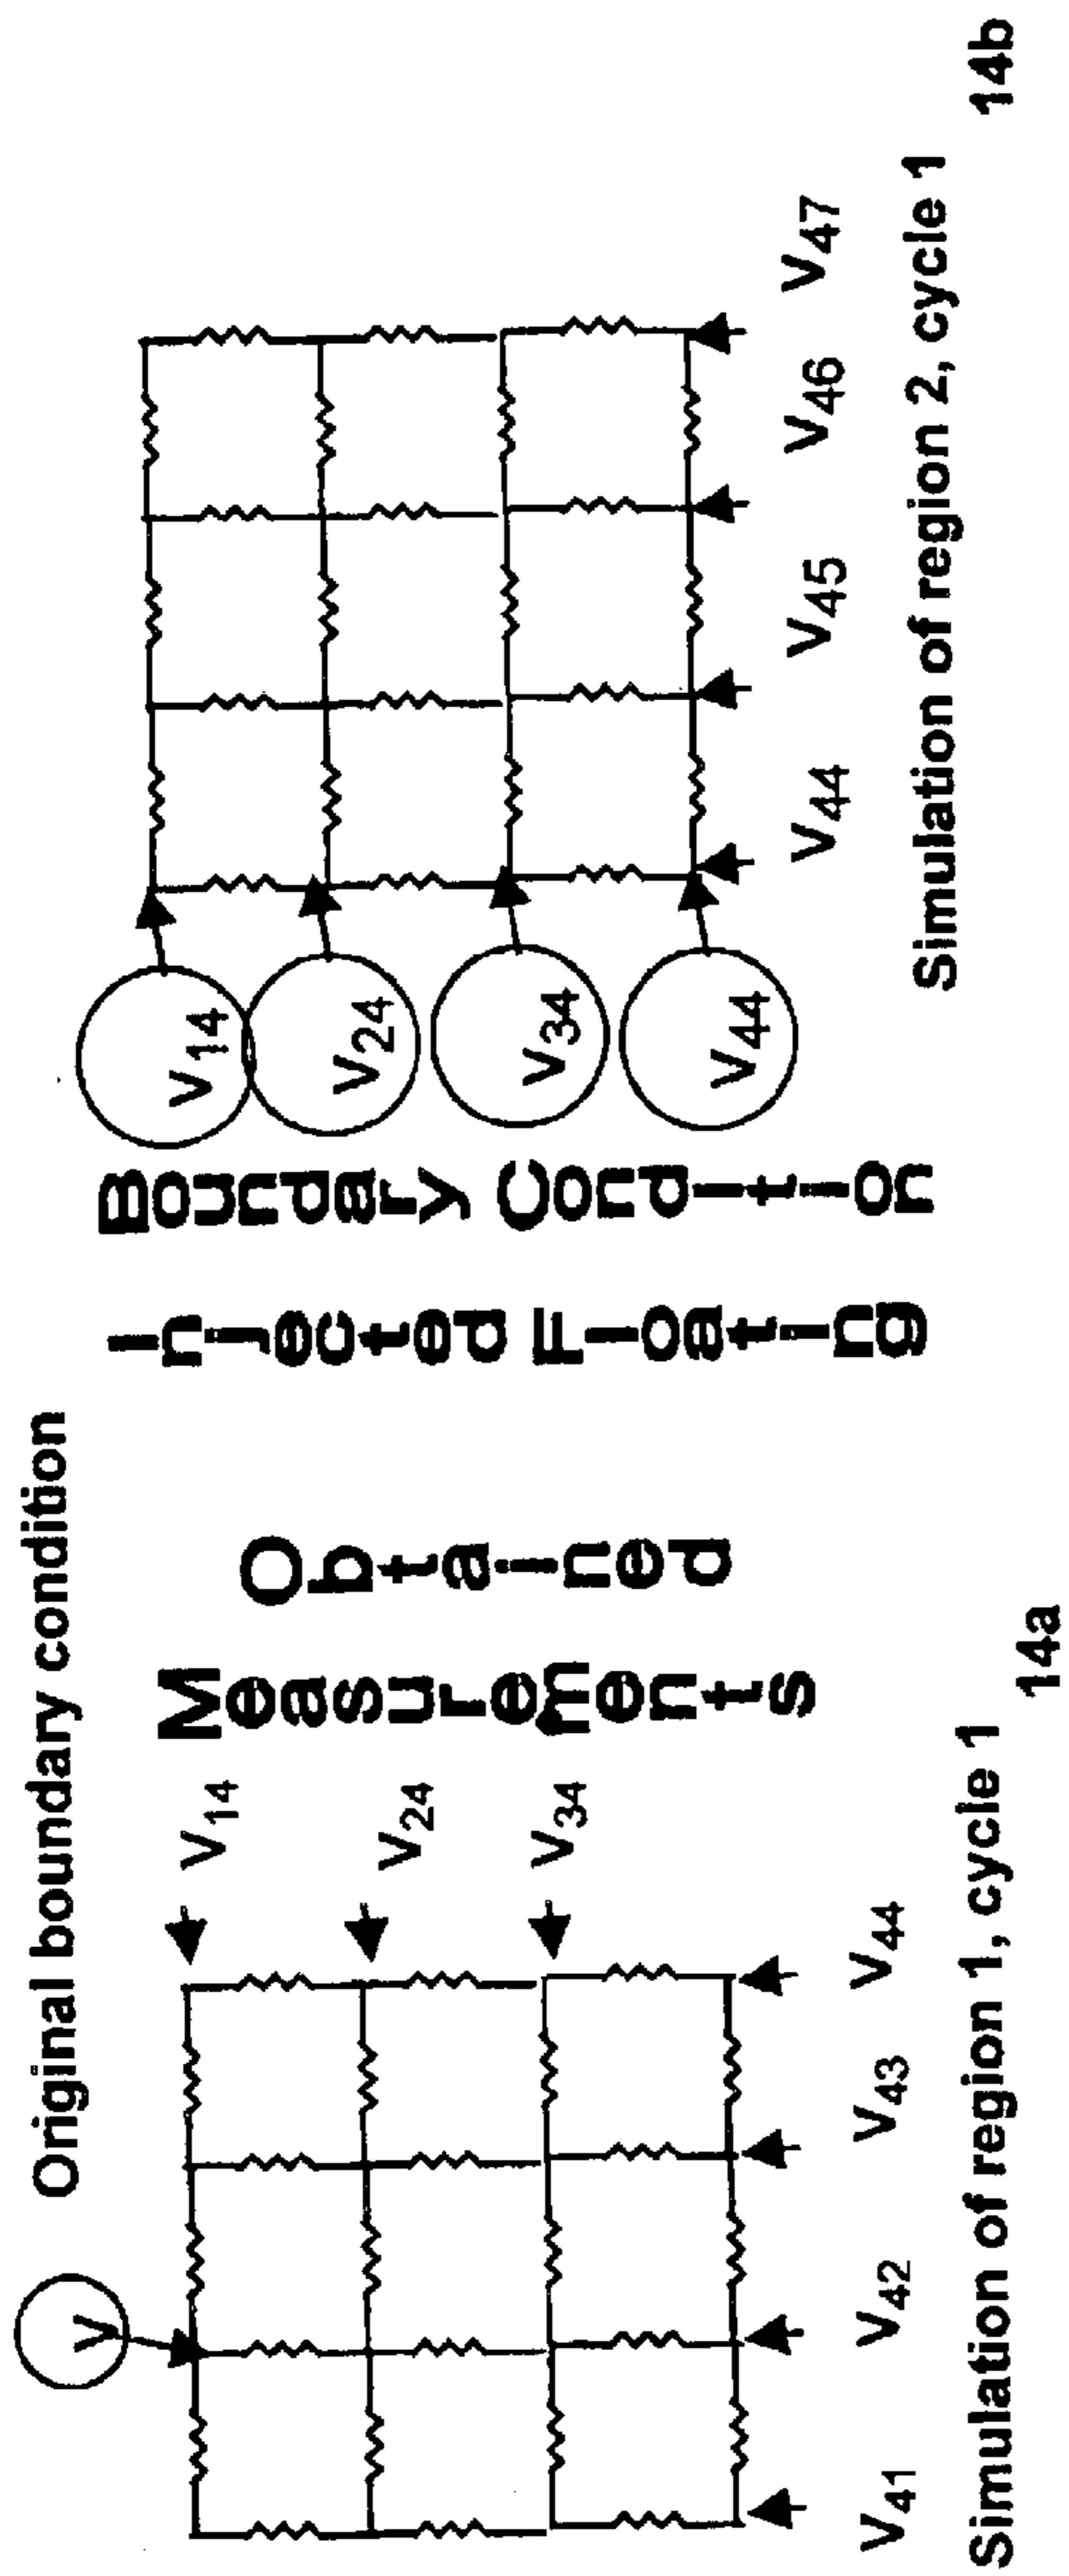 Original boundary condition
V
V14
V24
V34
V41
V42
V43
V44
Simulation of region 1, cycle 1
14a
Measurements
Obtained
Injected Floating
Boundary Condition
V14
V24
V34
V44
V44
V45
V46
V47
Simulation of region 2, cycle 1
14b